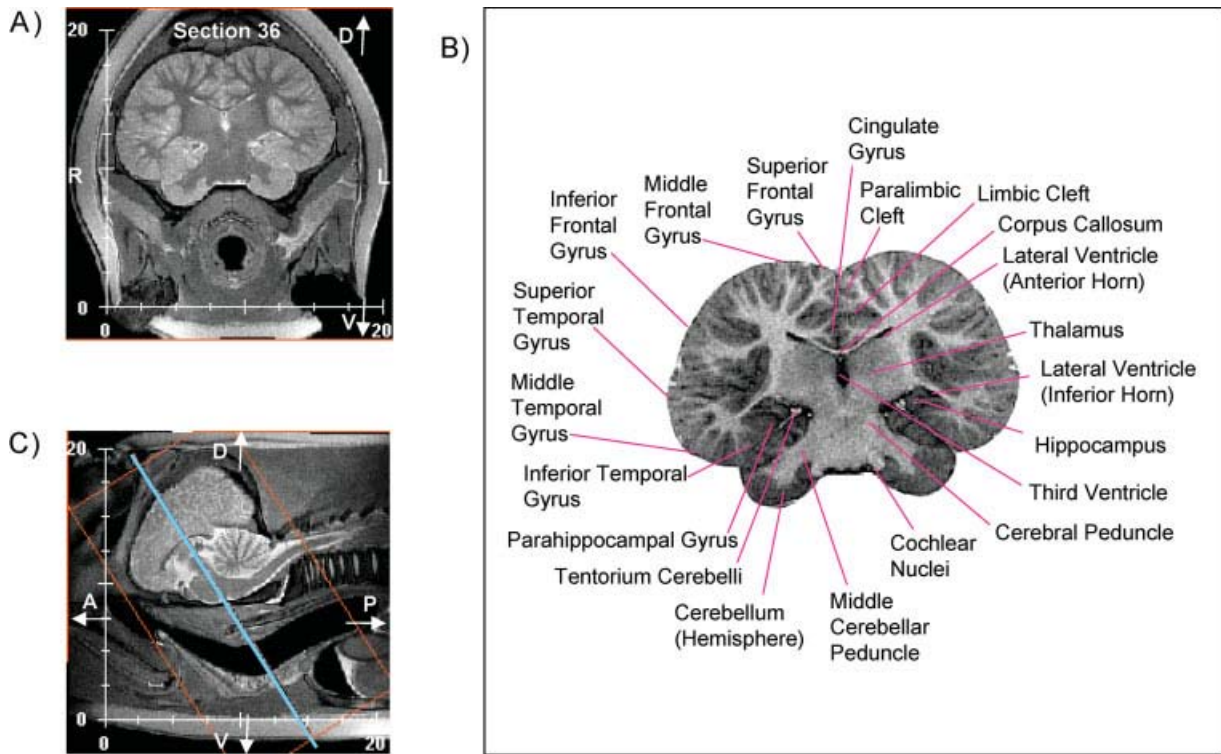 A)
Section 36
20
D
R
L
0
V
0
20
B)
Cingulate
Gyrus
Superior
Frontal
Gyrus
Paralimbic
Cleft
Limbic Cleft
Middle
Frontal
Gyrus
Corpus Callosum
Inferior
Frontal
Gyrus
Lateral Ventricle
(Anterior Horn)
Superior
Temporal
Gyrus
Thalamus
Middle
Temporal
Gyrus
Lateral Ventricle
(Inferior Horn)
Hippocampus
Inferior Temporal
Gyrus
Third Ventricle
Parahippocampal Gyrus
Cerebral Peduncle
Tentorium Cerebelli
Cochlear
Nuclei
Cerebellum
(Hemisphere)
Middle
Cerebellar
Peduncle
C)
20
D
A
P
0
V
0
20